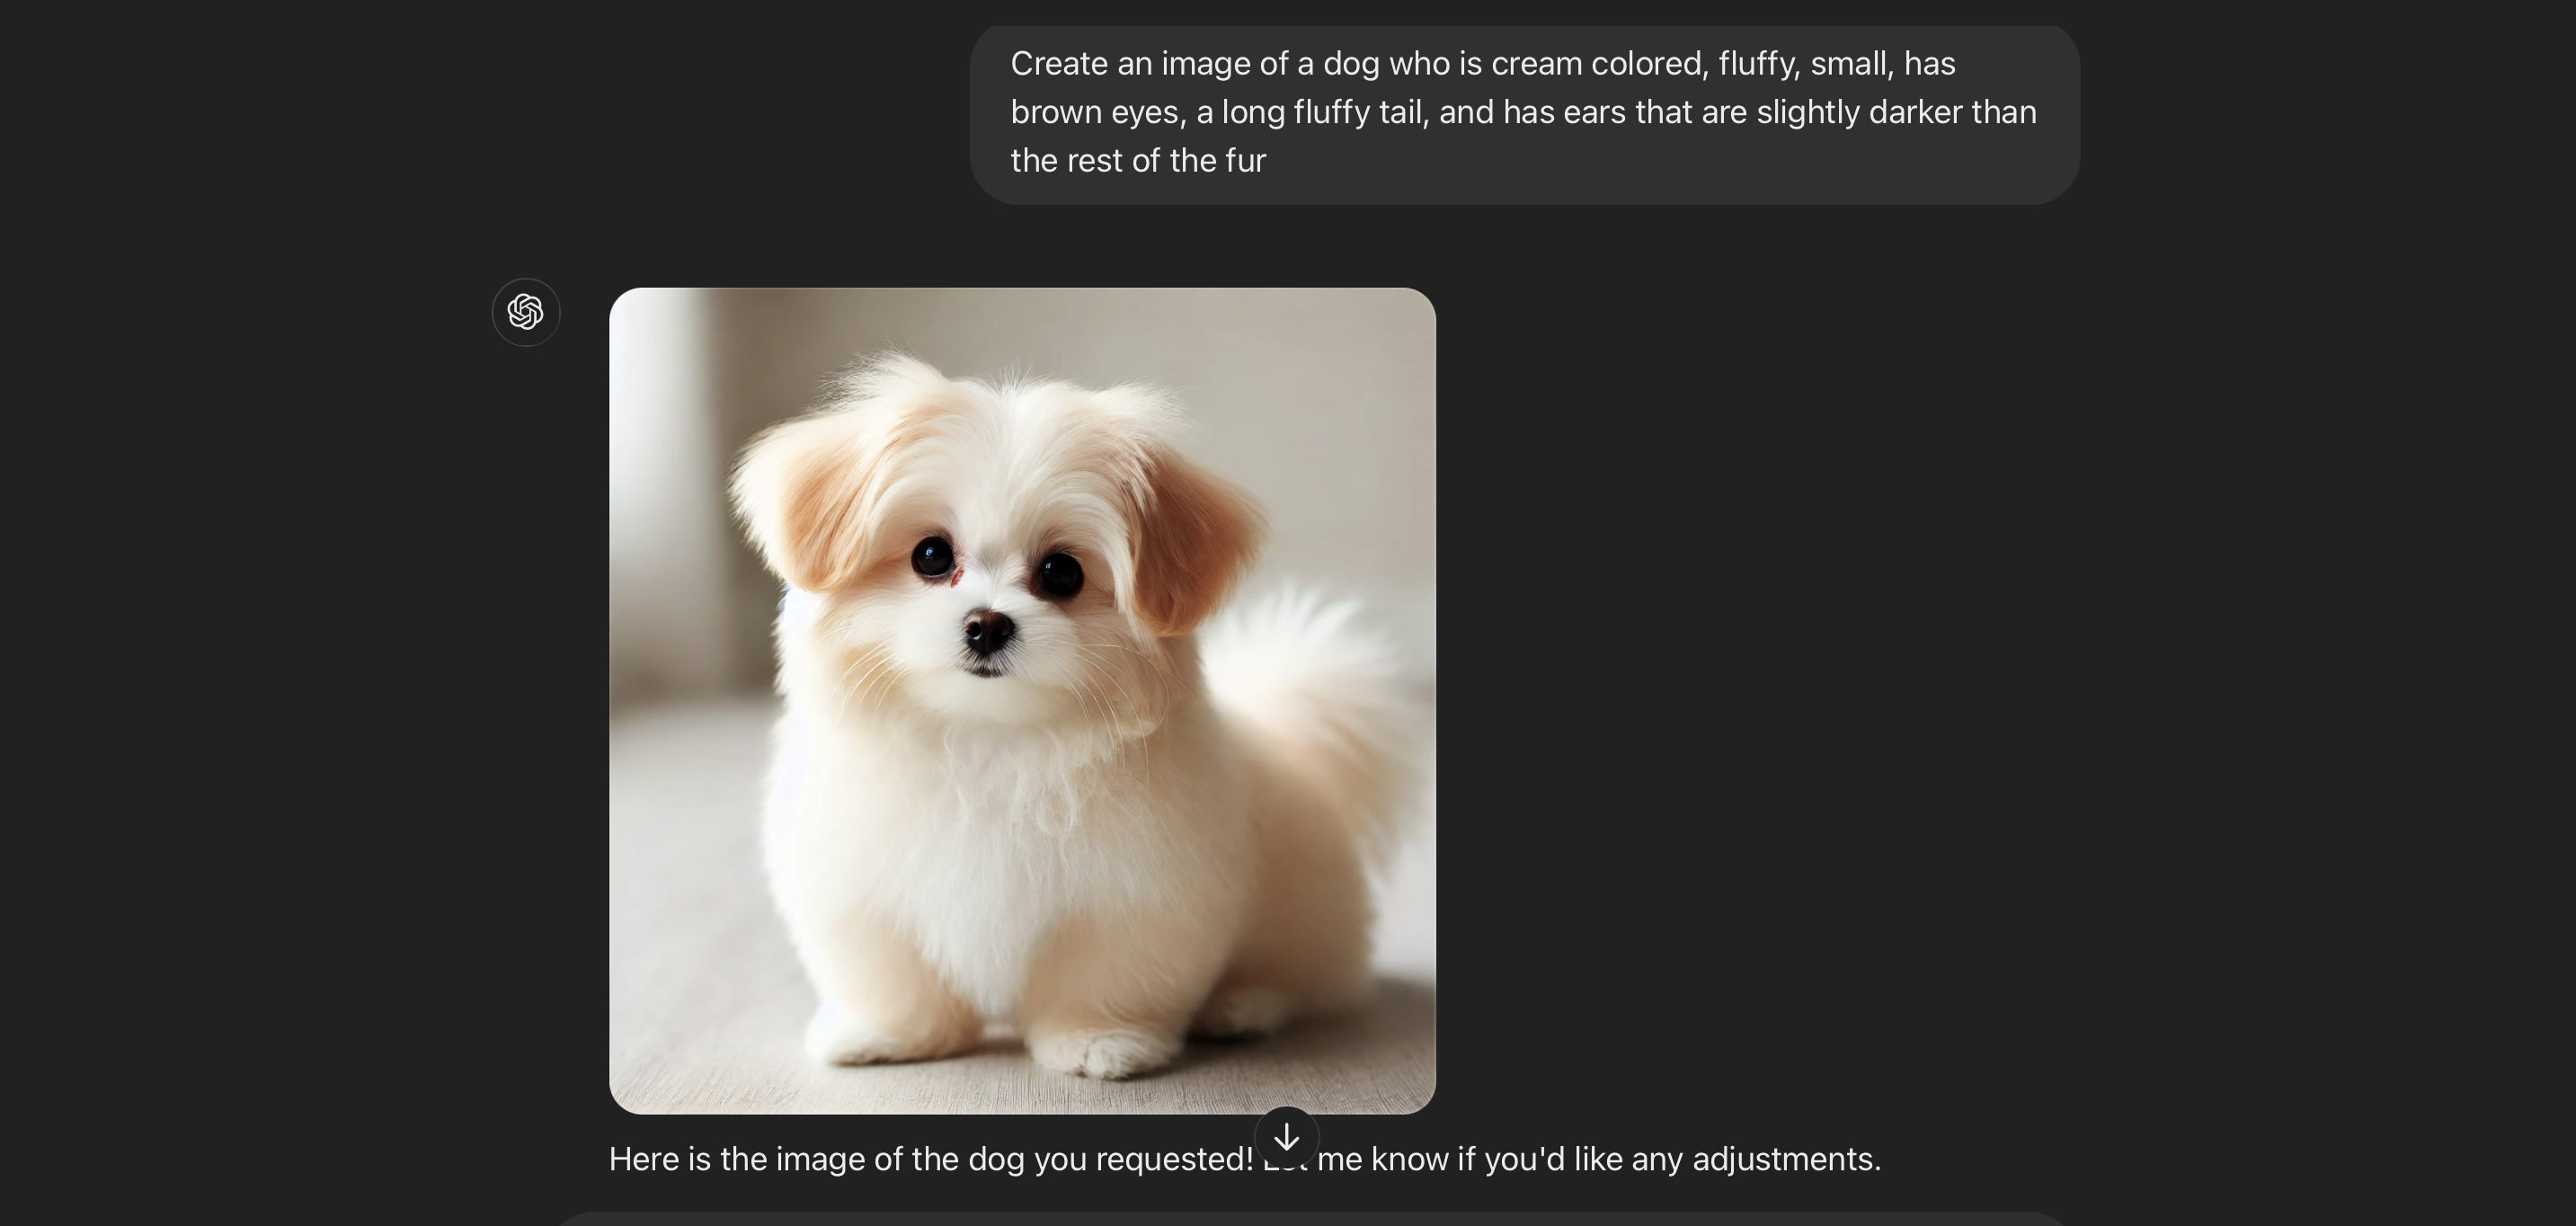 Create an image of a dog who is cream colored, fluffy, small, has
brown eyes, a long fluffy tail, and has ears that are slightly darker than
the rest of the fur
Here is the image of the dog you requested! Let me know if you'd like any adjustments.